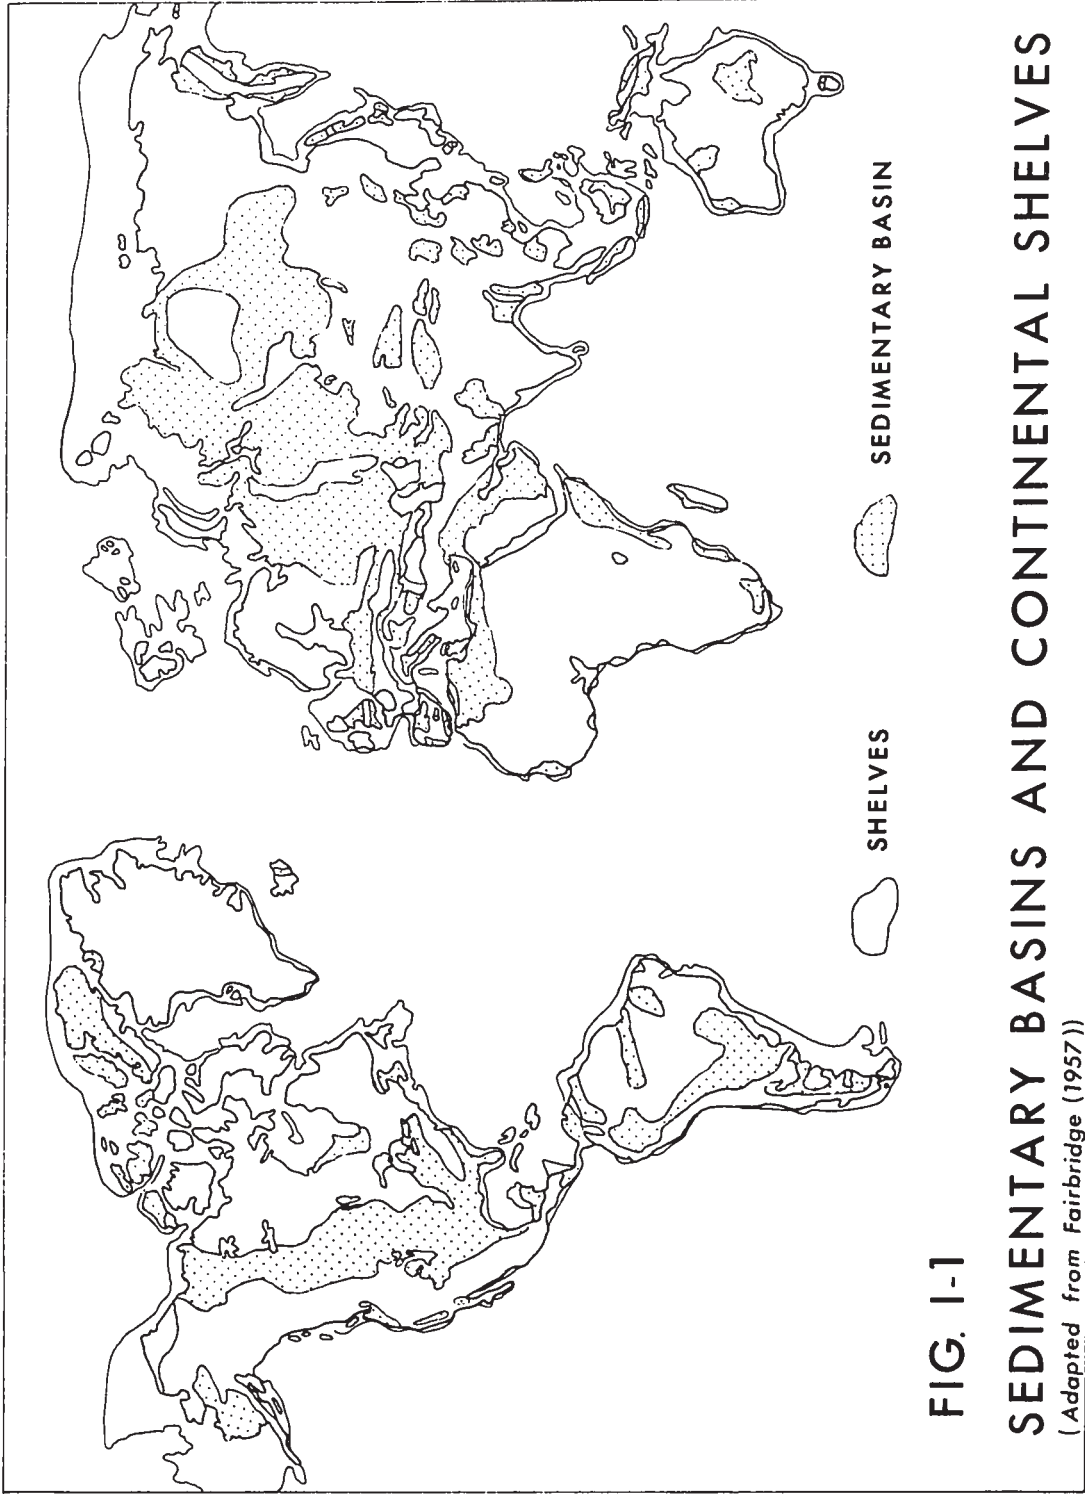 SHELVES
SEDIMENTARY BASIN
FIG. I-1
SEDIMENTARY BASINS AND CONTINENTAL SHELVES
(Adapted from Fairbridge (1957))